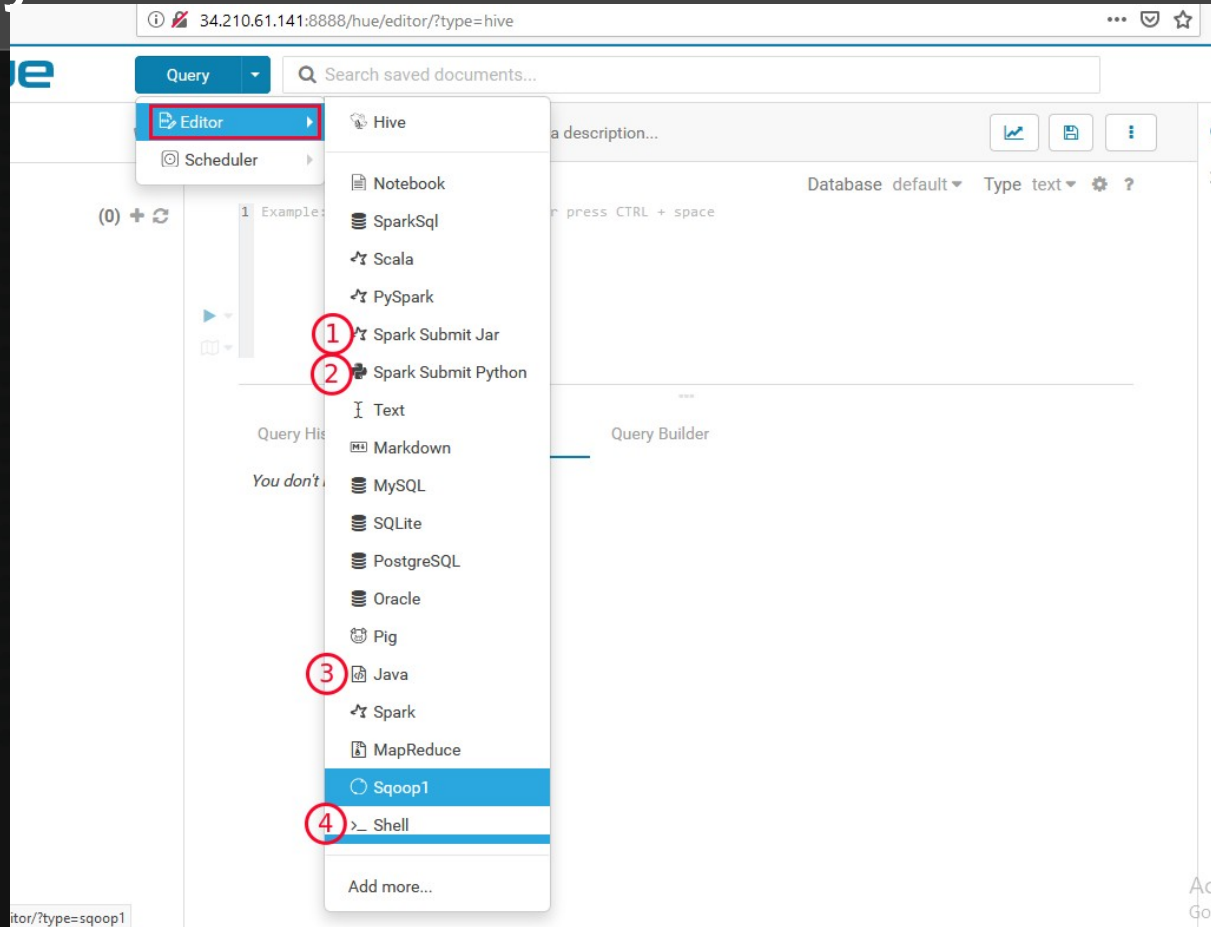 34.210.61.141:8888/hue/editor/?type=hive
ue
Query
Search saved documents...
Editor
Hive
a description...
Scheduler
Notebook
Database default
Type text
?
(0)
1 Example:
r press CTRL + space
SparkSql
Scala
PySpark
1
Spark Submit Jar
2
Spark Submit Python
Text
Query His
Query Builder
Markdown
You don't
MySQL
SQLite
PostgreSQL
Oracle
Pig
3
Java
Spark
MapReduce
Sqoop1
4
>_ Shell
Add more...
Ac
Go
itor/?type=sqoop1